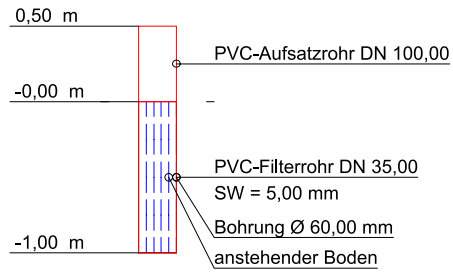 0,50 m
PVC-Aufsatzrohr DN 100,00
-0,00 m
PVC-Filterrohr DN 35,00
SW = 5,00 mm
Bohrung Ø 60,00 mm
-1,00 m
anstehender Boden